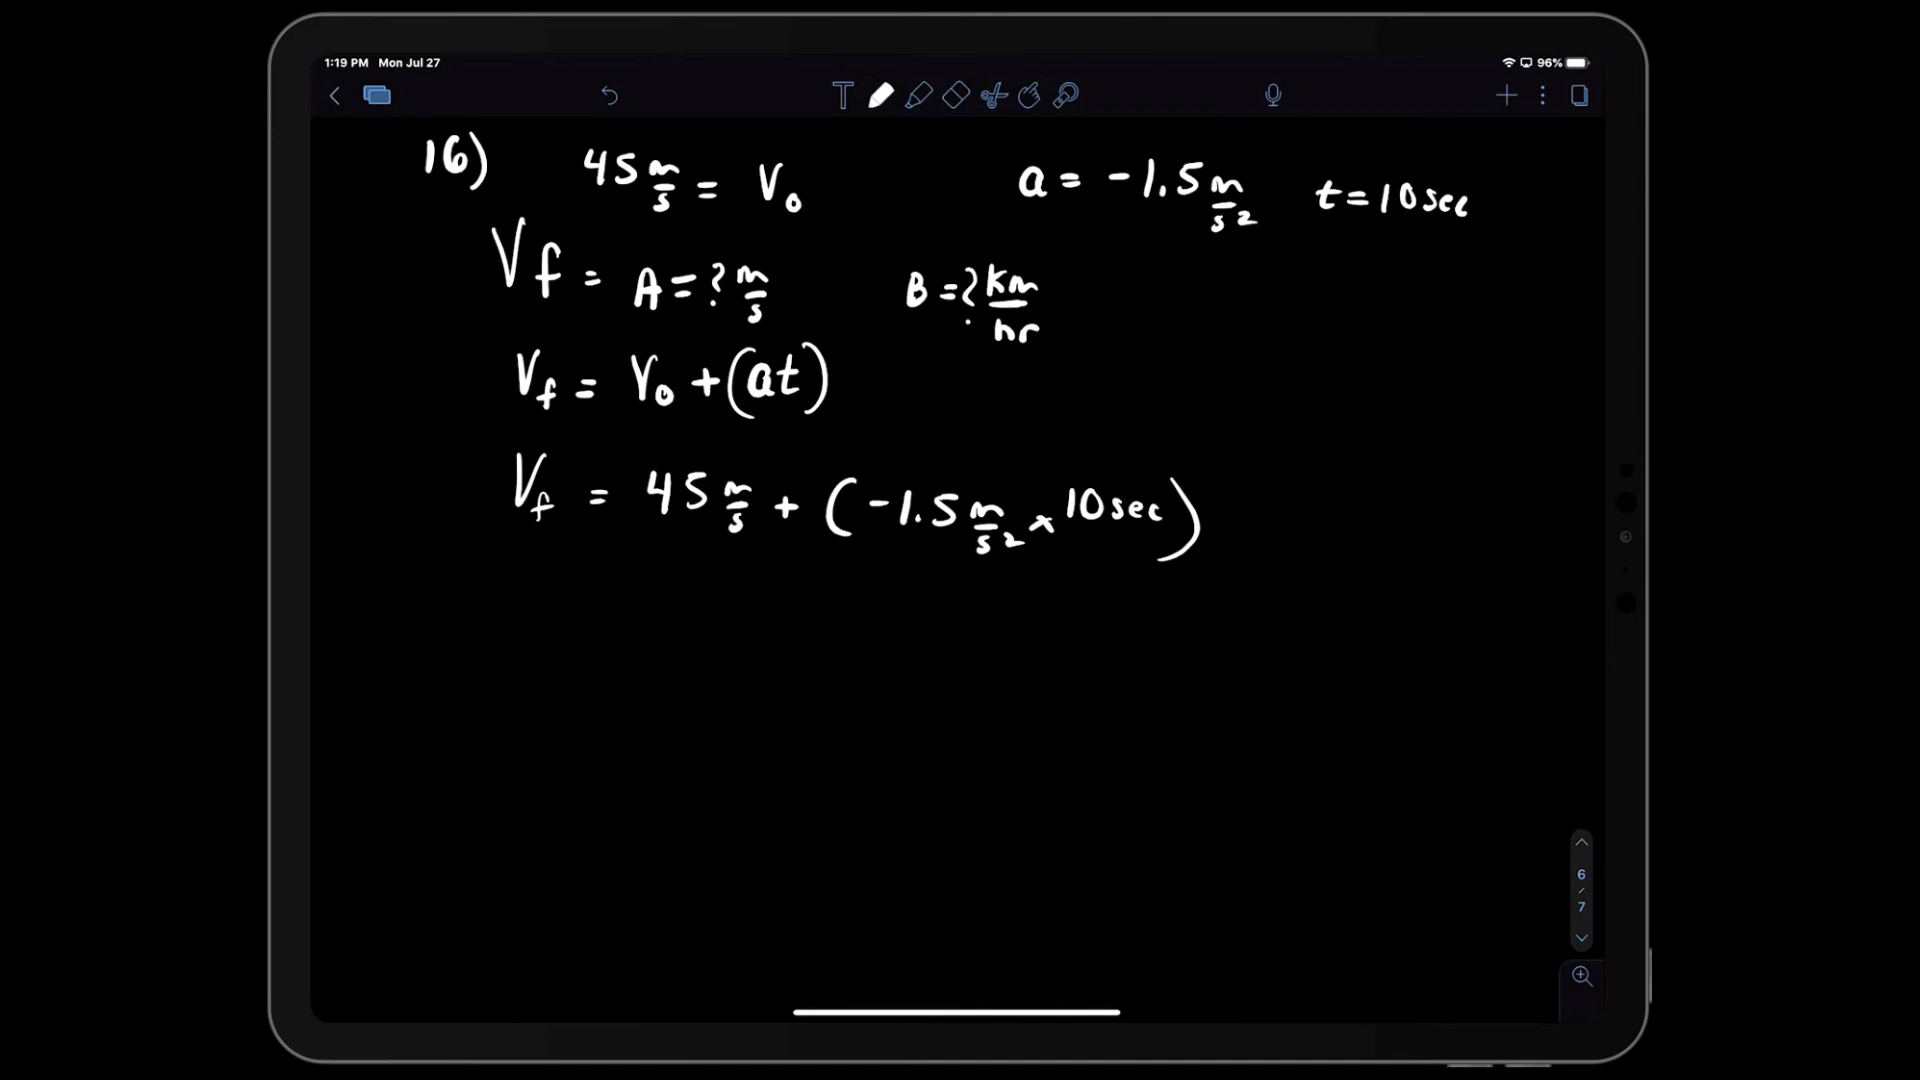 1:19 PM Mon Jul 27 96%
T
16) 45 m/s = V₀ a = -1.5 m/s² t = 10 sec
Vf = A = ? m/s B = ? km/hr
Vf = V₀ + (at)
Vf = 45 m/s + (-1.5 m/s² × 10 sec)
6
/
7